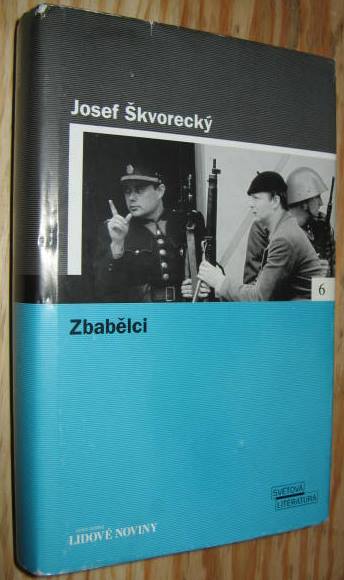 Josef Škvorecký
6
Zbabělci
SVĚTOVÁ
LITERATURA
LIDOVÉ NOVINY